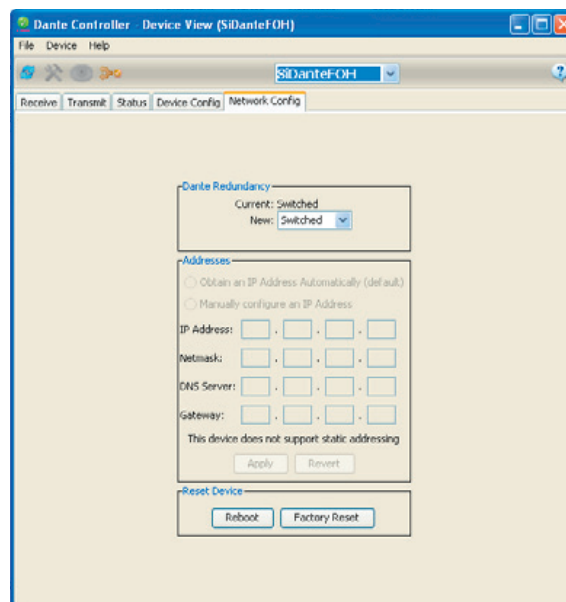 Dante Controller - Device View (SiDanteFOH)
File Device Help
SiDanteFOH
Receive Transmit Status Device Config Network Config
Dante Redundancy
Current: Switched
New: Switched
Addresses
Obtain an IP Address Automatically (default)
Manually configure an IP Address
IP Address: . . .
Netmask: . . .
DNS Server: . . .
Gateway: . . .
This device does not support static addressing
Apply Revert
Reset Device
Reboot Factory Reset